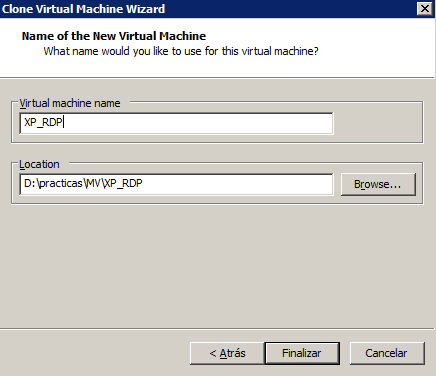 Clone Virtual Machine Wizard
Name of the New Virtual Machine
What name would you like to use for this virtual machine?
Virtual machine name
XP_RDP
Location
D:\practicas\MV\XP_RDP
Browse...
< Atrás
Finalizar
Cancelar